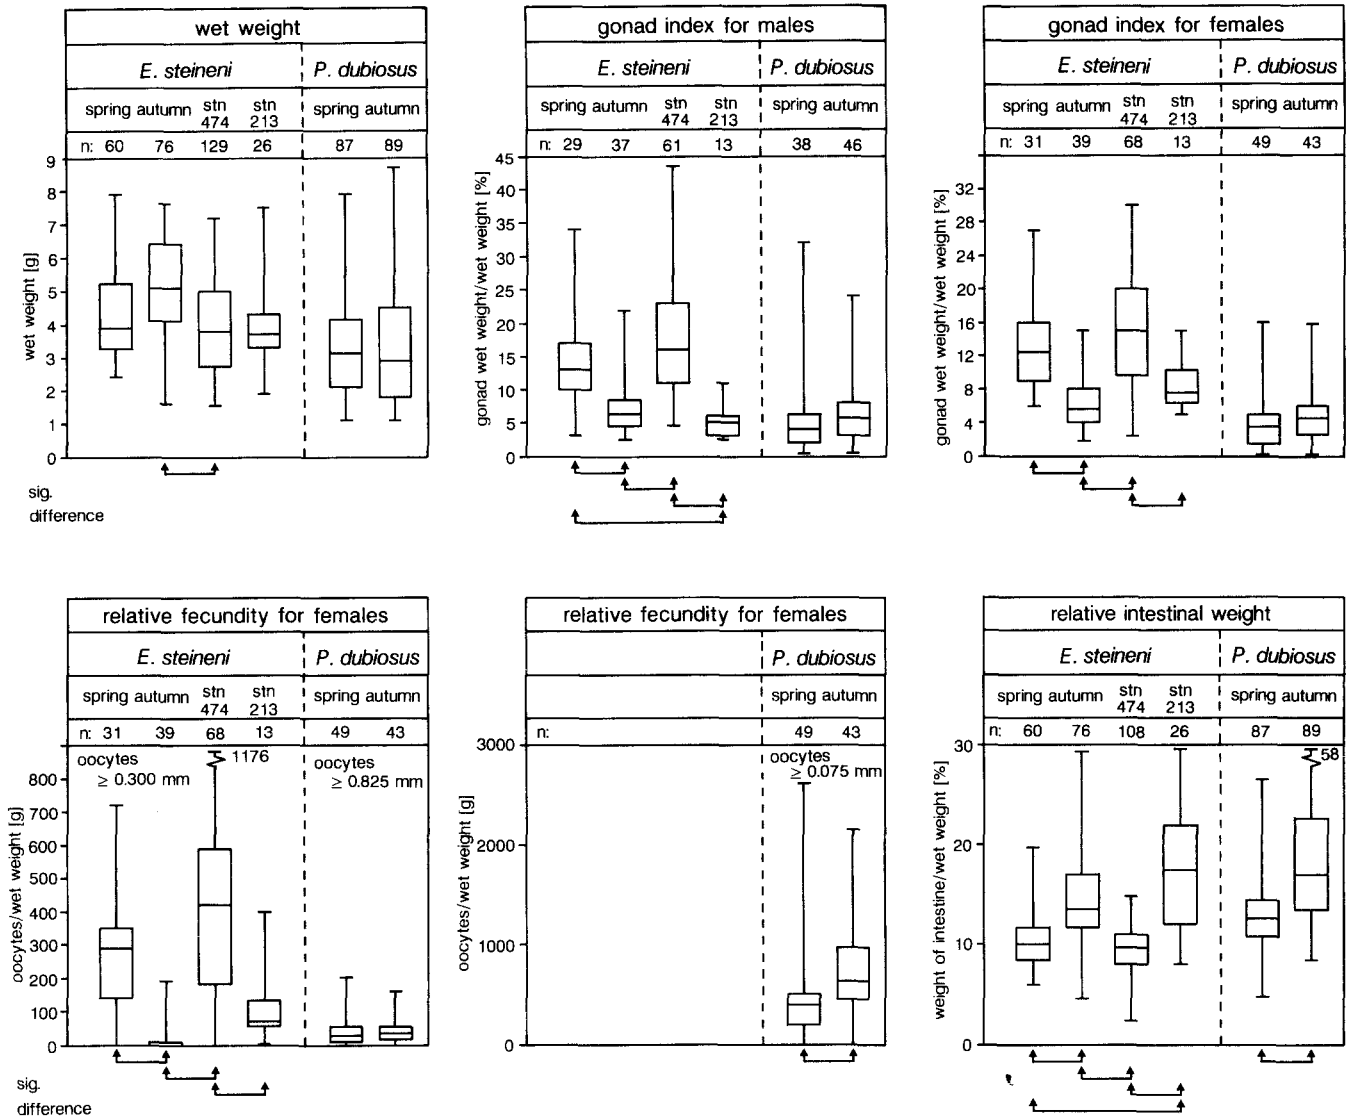 wet weight
E. steineni P. dubiosus
spring autumn stn 474 stn 213 spring autumn
n: 60 76 129 26 87 89
9
8
7
6
5
4
3
2
1
0
wet weight [g]
sig.
difference
gonad index for males
E. steineni P. dubiosus
spring autumn stn 474 stn 213 spring autumn
n: 29 37 61 13 38 46
45
40
35
30
25
20
15
10
5
0
gonad wet weight/wet weight [%]
gonad index for females
E. steineni P. dubiosus
spring autumn stn 474 stn 213 spring autumn
n: 31 39 68 13 49 43
32
28
24
20
16
12
8
4
0
gonad wet weight/wet weight [%]
relative fecundity for females
E. steineni P. dubiosus
spring autumn stn 474 stn 213 spring autumn
n: 31 39 68 13 49 43
oocytes
≥ 0.300 mm
1176
oocytes
≥ 0.825 mm
800
700
600
500
400
300
200
100
0
oocytes/wet weight [g]
sig.
difference
relative fecundity for females
P. dubiosus
spring autumn
n: 49 43
oocytes
≥ 0.075 mm
3000
2000
1000
0
oocytes/wet weight [g]
relative intestinal weight
E. steineni P. dubiosus
spring autumn stn 474 stn 213 spring autumn
n: 60 76 108 26 87 89
58
30
20
10
0
weight of intestine/wet weight [%]